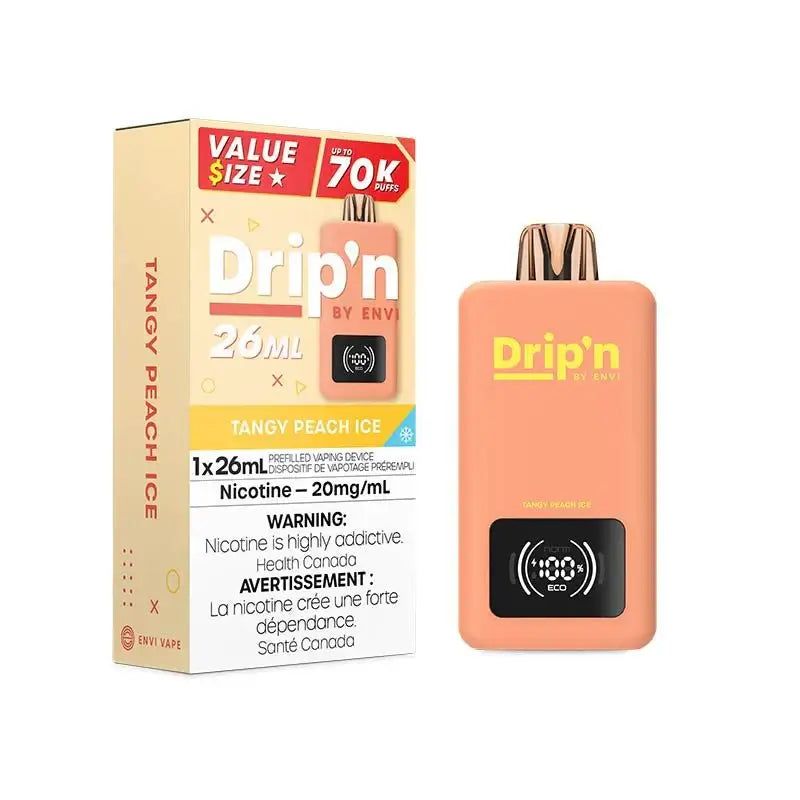 VALUE
$IZE ★
UP TO
70K
PUFFS
Drip'n
BY ENVI
26ML
100%
ECO
TANGY PEACH ICE
1x26mL PREFILLED VAPING DEVICE
DISPOSITIF DE VAPOTAGE PRÉREMPLI
Nicotine – 20mg/mL
WARNING:
Nicotine is highly addictive.
Health Canada
AVERTISSEMENT :
La nicotine crée une forte
dépendance.
Santé Canada
TANGY PEACH ICE
ENVI VAPE
Drip'n
BY ENVI
TANGY PEACH ICE
NORM
100%
ECO